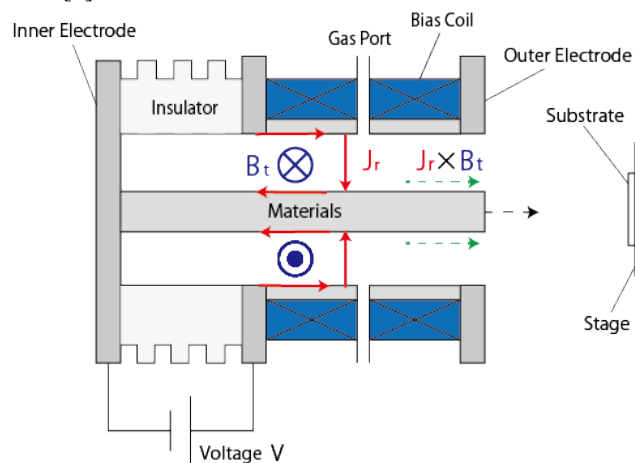 Inner Electrode
Gas Port
Bias Coil
Outer Electrode
Insulator
Substrate
Bt
Jr
Jr×Bt
Materials
Stage
Voltage V